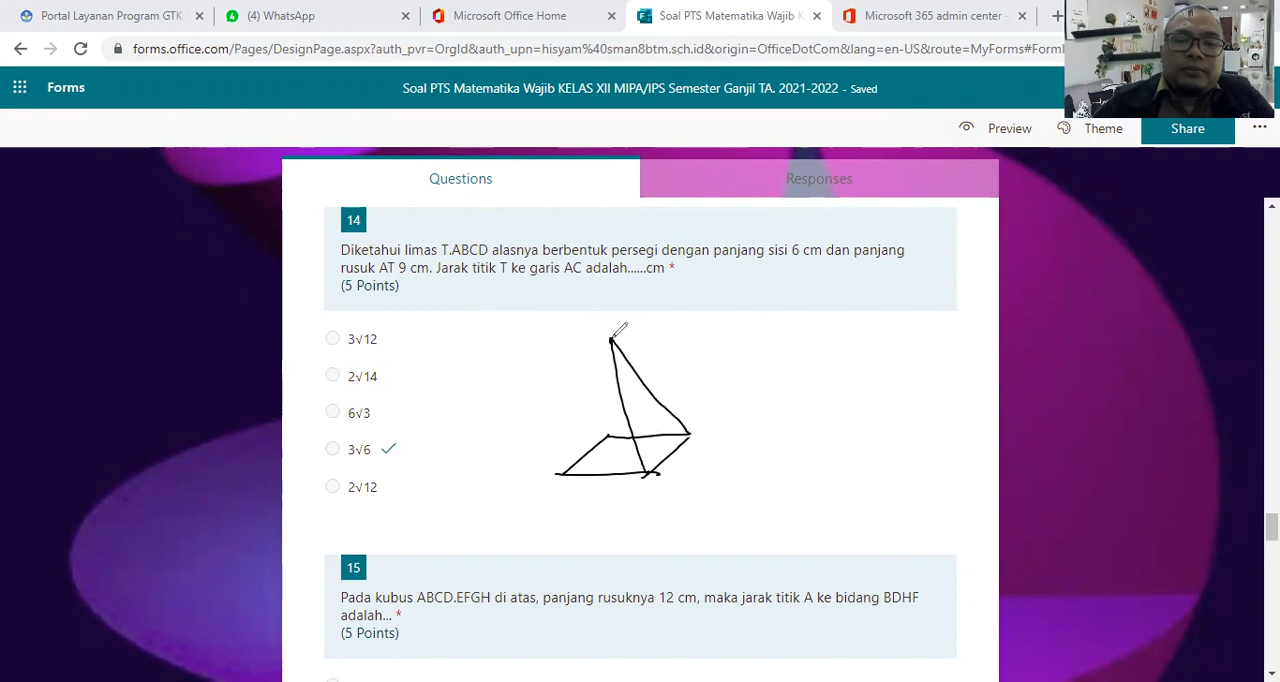 Portal Layanan Program GTK
(4) WhatsApp
Microsoft Office Home
Soal PTS Matematika Wajib K
Microsoft 365 admin center -
forms.office.com/Pages/DesignPage.aspx?auth_pvr=OrgId&auth_upn=hisyam%40sman8btm.sch.id&origin=OfficeDotCom&lang=en-US&route=MyForms#FormI
Forms
Soal PTS Matematika Wajib KELAS XII MIPA/IPS Semester Ganjil TA. 2021-2022 - Saved
Preview
Theme
Share
Questions
Responses
14
Diketahui limas T.ABCD alasnya berbentuk persegi dengan panjang sisi 6 cm dan panjang
rusuk AT 9 cm. Jarak titik T ke garis AC adalah......cm *
(5 Points)
3√12
2√14
6√3
3√6
2√12
15
Pada kubus ABCD.EFGH di atas, panjang rusuknya 12 cm, maka jarak titik A ke bidang BDHF
adalah... *
(5 Points)